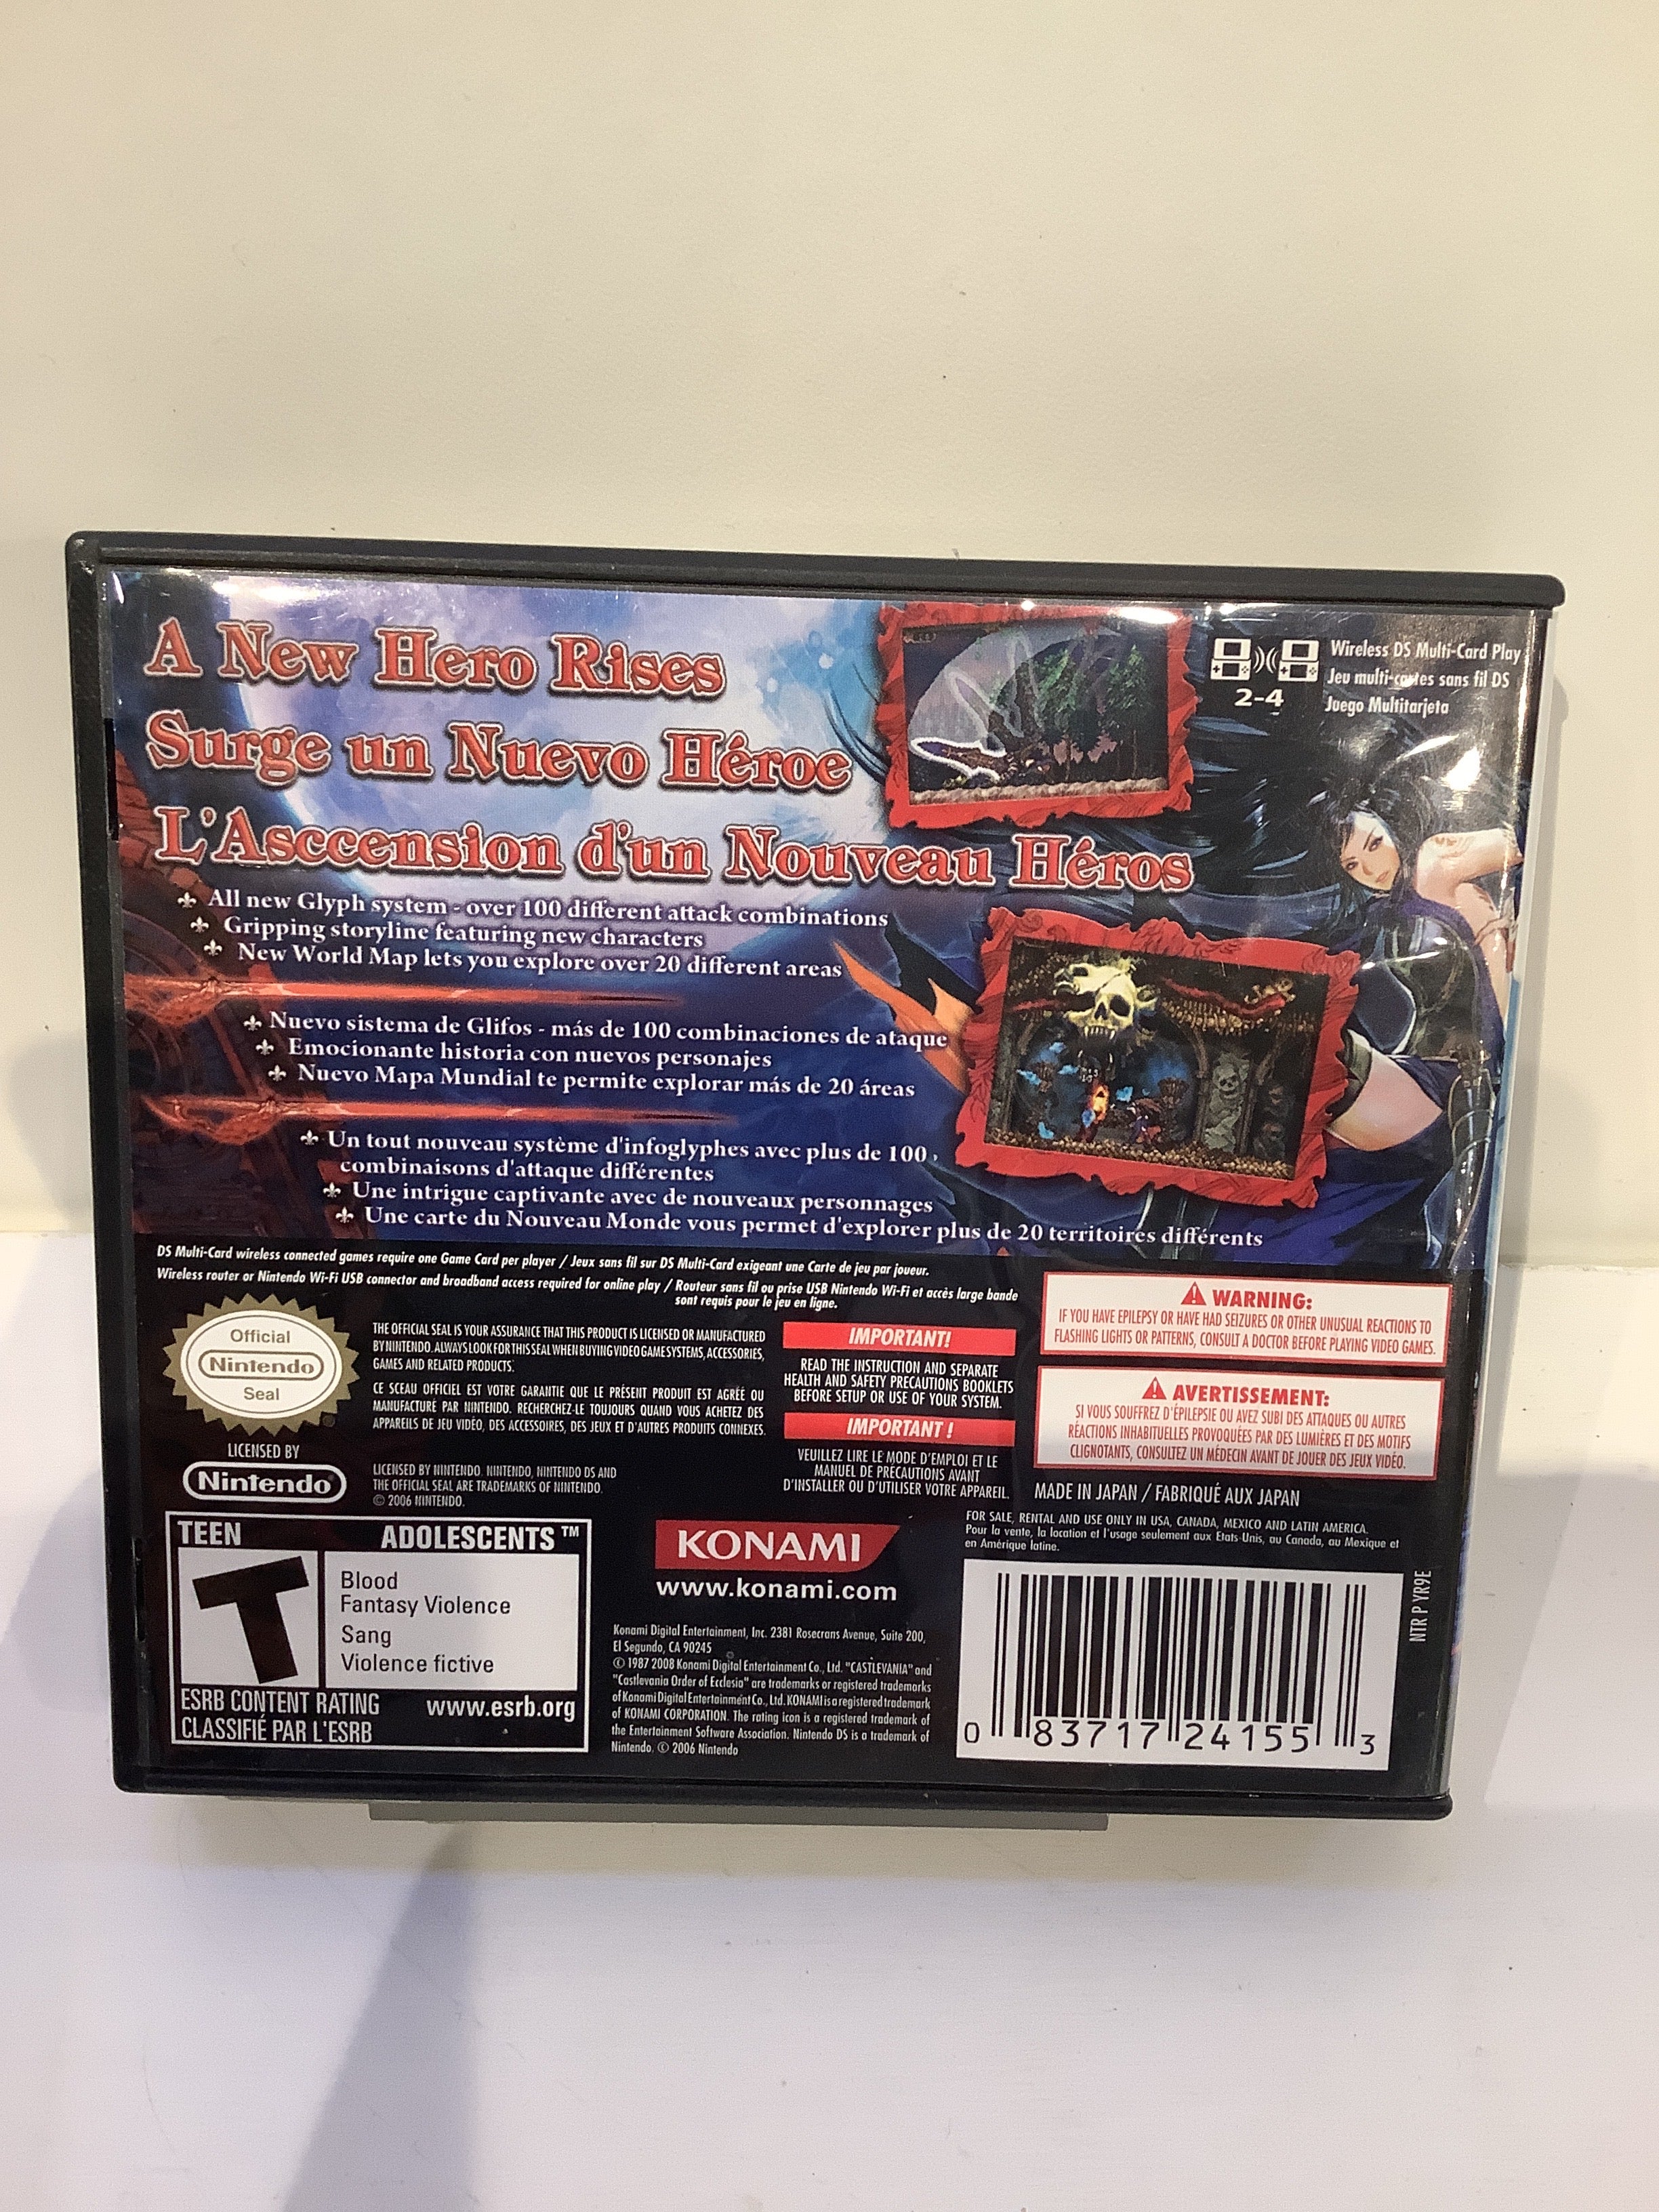 A New Hero Rises
Surge un Nuevo Héroe
L'Asccension d'un Nouveau Héros
Wireless DS Multi-Card Play
Jeu multi-cartes sans fil DS
Juego Multitarjeta
2-4
All new Glyph system - over 100 different attack combinations
Gripping storyline featuring new characters
New World Map lets you explore over 20 different areas
Nuevo sistema de Glifos - más de 100 combinaciones de ataque
Emocionante historia con nuevos personajes
Nuevo Mapa Mundial te permite explorar más de 20 áreas
Un tout nouveau système d'infoglyphes avec plus de 100
combinaisons d'attaque différentes
Une intrigue captivante avec de nouveaux personnages
Une carte du Nouveau Monde vous permet d'explorer plus de 20 territoires différents
DS Multi-Card wireless connected games require one Game Card per player / Jeux sans fil sur DS Multi-Card exigeant une Carte de jeu par joueur.
Wireless router or Nintendo Wi-Fi USB connector and broadband access required for online play / Routeur sans fil ou prise USB Nintendo Wi-Fi et accès large bande
sont requis pour le jeu en ligne.
Official
Nintendo
Seal
LICENSED BY
Nintendo
THE OFFICIAL SEAL IS YOUR ASSURANCE THAT THIS PRODUCT IS LICENSED OR MANUFACTURED
BY NINTENDO. ALWAYS LOOK FOR THIS SEAL WHEN BUYING VIDEO GAME SYSTEMS, ACCESSORIES,
GAMES AND RELATED PRODUCTS.
CE SCEAU OFFICIEL EST VOTRE GARANTIE QUE LE PRÉSENT PRODUIT EST AGRÉÉ OU
MANUFACTURÉ PAR NINTENDO. RECHERCHEZ-LE TOUJOURS QUAND VOUS ACHETEZ DES
APPAREILS DE JEU VIDÉO, DES ACCESSOIRES, DES JEUX ET D'AUTRES PRODUITS CONNEXES.
LICENSED BY NINTENDO. NINTENDO, NINTENDO DS AND
THE OFFICIAL SEAL ARE TRADEMARKS OF NINTENDO.
© 2006 NINTENDO.
IMPORTANT!
READ THE INSTRUCTION AND SEPARATE
HEALTH AND SAFETY PRECAUTIONS BOOKLETS
BEFORE SETUP OR USE OF YOUR SYSTEM.
IMPORTANT !
VEUILLEZ LIRE LE MODE D'EMPLOI ET LE
MANUEL DE PRÉCAUTIONS AVANT
D'INSTALLER OU D'UTILISER VOTRE APPAREIL.
WARNING:
IF YOU HAVE EPILEPSY OR HAVE HAD SEIZURES OR OTHER UNUSUAL REACTIONS TO
FLASHING LIGHTS OR PATTERNS, CONSULT A DOCTOR BEFORE PLAYING VIDEO GAMES.
AVERTISSEMENT:
SI VOUS SOUFFREZ D'ÉPILEPSIE OU AVEZ SUBI DES ATTAQUES OU AUTRES
RÉACTIONS INHABITUELLES PROVOQUÉES PAR DES LUMIÈRES ET DES MOTIFS
CLIGNOTANTS, CONSULTEZ UN MÉDECIN AVANT DE JOUER DES JEUX VIDÉO.
MADE IN JAPAN / FABRIQUÉ AUX JAPAN
FOR SALE, RENTAL AND USE ONLY IN USA, CANADA, MEXICO AND LATIN AMERICA.
Pour la vente, la location et l'usage seulement aux Etats-Unis, au Canada, au Mexique et
en Amérique latine.
TEEN ADOLESCENTS ™
T
Blood
Fantasy Violence
Sang
Violence fictive
ESRB CONTENT RATING www.esrb.org
CLASSIFIÉ PAR L'ESRB
KONAMI
www.konami.com
Konami Digital Entertainment, Inc. 2381 Rosecrans Avenue, Suite 200,
El Segundo, CA 90245
© 1987 2008 Konami Digital Entertainment Co., Ltd. "CASTLEVANIA" and
"Castlevania Order of Ecclesia" are trademarks or registered trademarks
of Konami Digital Entertainment Co., Ltd. KONAMI is a registered trademark
of KONAMI CORPORATION. The rating icon is a registered trademark of
the Entertainment Software Association. Nintendo DS is a trademark of
Nintendo. © 2006 Nintendo
NTR P YR9E
0 83717 24155 3